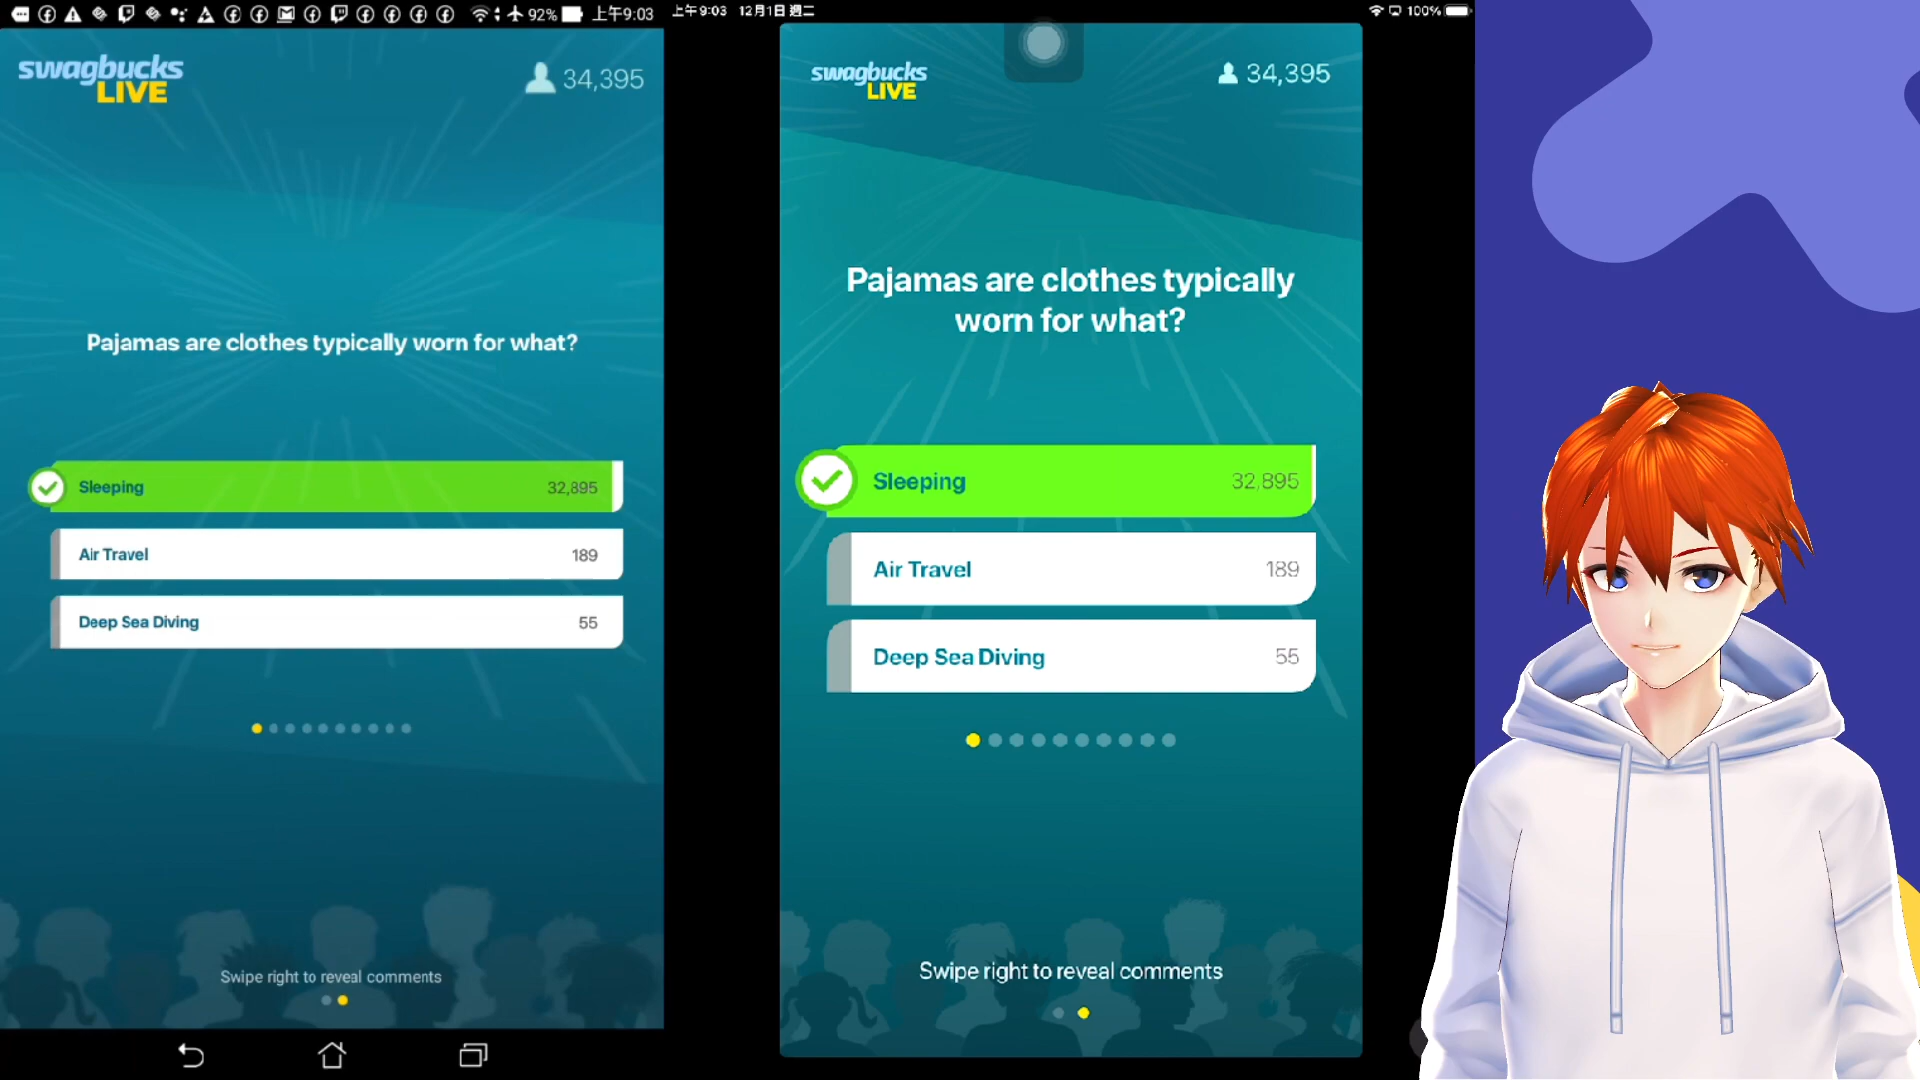 92% 上午9:03
swagbucks
LIVE
34,395
Pajamas are clothes typically worn for what?
Sleeping 32,895
Air Travel 189
Deep Sea Diving 55
Swipe right to reveal comments
上午9:03 12月1日 週二
100%
swagbucks
LIVE
34,395
Pajamas are clothes typically
worn for what?
Sleeping 32,895
Air Travel 189
Deep Sea Diving 55
Swipe right to reveal comments